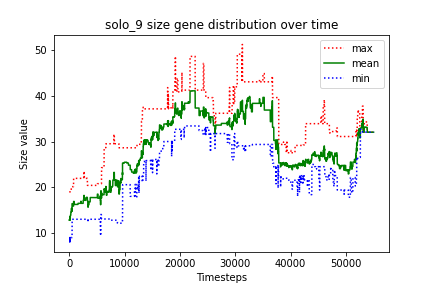 solo_9 size gene distribution over time
max
mean
min
Size value
50
40
30
20
10
0 10000 20000 30000 40000 50000
Timesteps